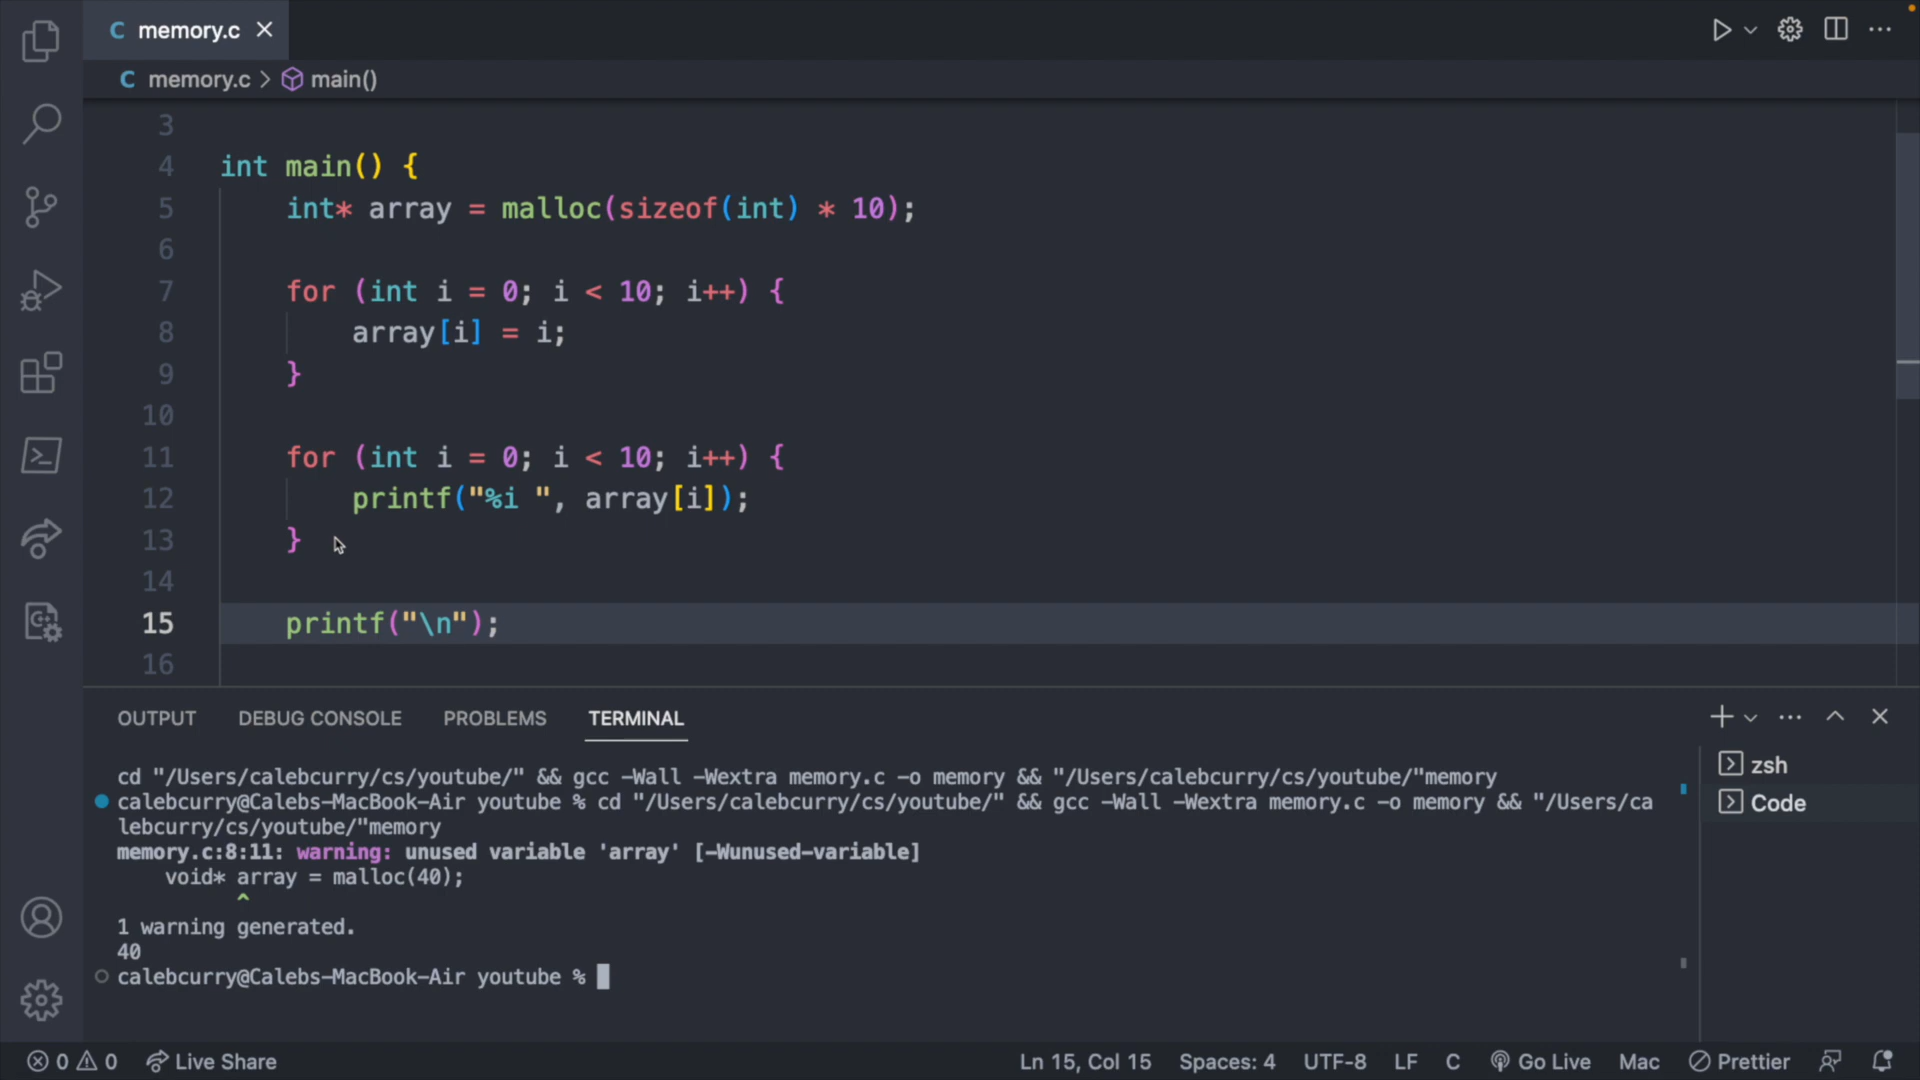 memory.c
memory.c > main()
3
4 int main() {
5 int* array = malloc(sizeof(int) * 10);
6
7 for (int i = 0; i < 10; i++) {
8 array[i] = i;
9 }
10
11 for (int i = 0; i < 10; i++) {
12 printf("%i ", array[i]);
13 }
14
15 printf("\n");
16
OUTPUT DEBUG CONSOLE PROBLEMS TERMINAL
cd "/Users/calebcurry/cs/youtube/" && gcc -Wall -Wextra memory.c -o memory && "/Users/calebcurry/cs/youtube/"memory
calebcurry@Calebs-MacBook-Air youtube % cd "/Users/calebcurry/cs/youtube/" && gcc -Wall -Wextra memory.c -o memory && "/Users/ca
lebcurry/cs/youtube/"memory
memory.c:8:11: warning: unused variable 'array' [-Wunused-variable]
void* array = malloc(40);
^
1 warning generated.
40
calebcurry@Calebs-MacBook-Air youtube %
zsh
Code
0 0 Live Share Ln 15, Col 15 Spaces: 4 UTF-8 LF C Go Live Mac Prettier